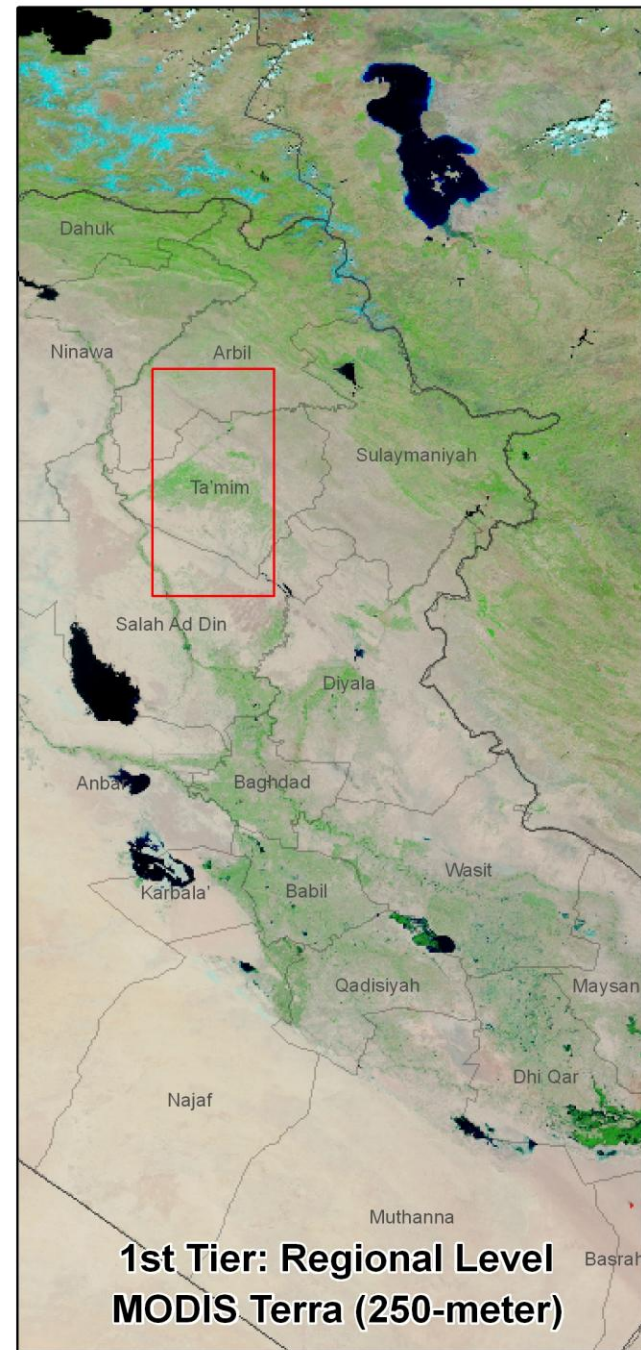 Dahuk
Ninawa
Arbil
Sulaymaniyah
Ta'mim
Salah Ad Din
Diyala
Anbar
Baghdad
Wasit
Karbala'
Babil
Qadisiyah
Maysan
Dhi Qar
Najaf
Muthanna
Basrah
1st Tier: Regional Level
MODIS Terra (250-meter)